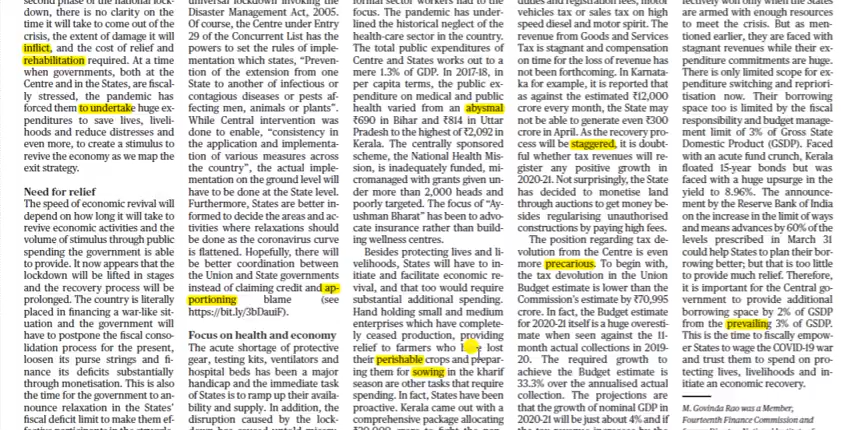 second phase of the national lock-
down, there is no clarity on the
time it will take to come out of the
crisis, the extent of damage it will
inflict, and the cost of relief and
rehabilitation required. At a time
when governments, both at the
Centre and in the States, are fiscal-
ly stressed, the pandemic has
forced them to undertake huge ex-
penditures to save lives, liveli-
hoods and reduce distresses and
even more, to create a stimulus to
revive the economy as we map the
exit strategy.
Need for relief
The speed of economic revival will
depend on how long it will take to
revive economic activities and the
volume of stimulus through public
spending the government is able
to provide. It now appears that the
lockdown will be lifted in stages
and the recovery process will be
prolonged. The country is literally
placed in financing a war-like sit-
uation and the government will
have to postpone the fiscal conso-
lidation process for the present,
loosen its purse strings and fi-
nance its deficits substantially
through monetisation. This is also
the time for the government to an-
nounce relaxation in the States'
fiscal deficit limit to make them ef-
universal lockdown invoking the
Disaster Management Act, 2005.
Of course, the Centre under Entry
29 of the Concurrent List has the
powers to set the rules of imple-
mentation which states, "Preven-
tion of the extension from one
State to another of infectious or
contagious diseases or pests af-
fecting men, animals or plants".
While Central intervention was
done to enable, "consistency in
the application and implementa-
tion of various measures across
the country", the actual imple-
mentation on the ground level will
have to be done at the State level.
Furthermore, States are better in-
formed to decide the areas and ac-
tivities where relaxations should
be done as the coronavirus curve
is flattened. Hopefully, there will
be better coordination between
the Union and State governments
instead of claiming credit and ap-
portioning blame (see
https://bit.ly/3bDauiF).
Focus on health and economy
The acute shortage of protective
gear, testing kits, ventilators and
hospital beds has been a major
handicap and the immediate task
of States is to ramp up their availa-
bility and supply. In addition, the
disruption caused by the lock-
formal sector workers had to the
focus. The pandemic has under-
lined the historical neglect of the
health-care sector in the country.
The total public expenditures of
Centre and States works out to a
mere 1.3% of GDP. In 2017-18, in
per capita terms, the public ex-
penditure on medical and public
health varied from an abysmal
₹690 in Bihar and ₹814 in Uttar
Pradesh to the highest of ₹2,092 in
Kerala. The centrally sponsored
scheme, the National Health Mis-
sion, is inadequately funded, mi-
cromanaged with grants given un-
der more than 2,000 heads and
poorly targeted. The focus of "Ay-
ushman Bharat" has been to advo-
cate insurance rather than build-
ing wellness centres.
Besides protecting lives and li-
velihoods, States will have to in-
itiate and facilitate economic re-
vival, and that too would require
substantial additional spending.
Hand holding small and medium
enterprises which have complete-
ly ceased production, providing
relief to farmers who lost
their perishable crops and prepar-
ing them for sowing in the kharif
season are other tasks that require
spending. In fact, States have been
proactive. Kerala came out with a
comprehensive package allocating
duties and registration fees, motor
vehicles tax or sales tax on high
speed diesel and motor spirit. The
revenue from Goods and Services
Tax is stagnant and compensation
on time for the loss of revenue has
not been forthcoming. In Karnata-
ka for example, it is reported that
as against the estimated ₹12,000
crore every month, the State may
not be able to generate even ₹300
crore in April. As the recovery pro-
cess will be staggered, it is doubt-
ful whether tax revenues will re-
gister any positive growth in
2020-21. Not surprisingly, the State
has decided to monetise land
through auctions to get money be-
sides regularising unauthorised
constructions by paying high fees.
The position regarding tax de-
volution from the Centre is even
more precarious. To begin with,
the tax devolution in the Union
Budget estimate is lower than the
Commission's estimate by ₹70,995
crore. In fact, the Budget estimate
for 2020-21 itself is a huge overesti-
mate when seen against the 11-
month actual collections in 2019-
20. The required growth to
achieve the Budget estimate is
33.3% over the annualised actual
collection. The projections are
that the growth of nominal GDP in
2020-21 will be just about 4% and if
fectively won only when the States
are armed with enough resources
to meet the crisis. But as men-
tioned earlier, they are faced with
stagnant revenues while their ex-
penditure commitments are huge.
There is only limited scope for ex-
penditure switching and repriori-
tisation now. Their borrowing
space too is limited by the fiscal
responsibility and budget manage-
ment limit of 3% of Gross State
Domestic Product (GSDP). Faced
with an acute fund crunch, Kerala
floated 15-year bonds but was
faced with a huge upsurge in the
yield to 8.96%. The announce-
ment by the Reserve Bank of India
on the increase in the limit of ways
and means advances by 60% of the
levels prescribed in March 31
could help States to plan their bor-
rowing better; but that is too little
to provide much relief. Therefore,
it is important for the Central go-
vernment to provide additional
borrowing space by 2% of GSDP
from the prevailing 3% of GSDP.
This is the time to fiscally empow-
er States to wage the COVID-19 war
and trust them to spend on pro-
tecting lives, livelihoods and in-
itiate an economic recovery.
M. Govinda Rao was a Member,
Fourteenth Finance Commission and